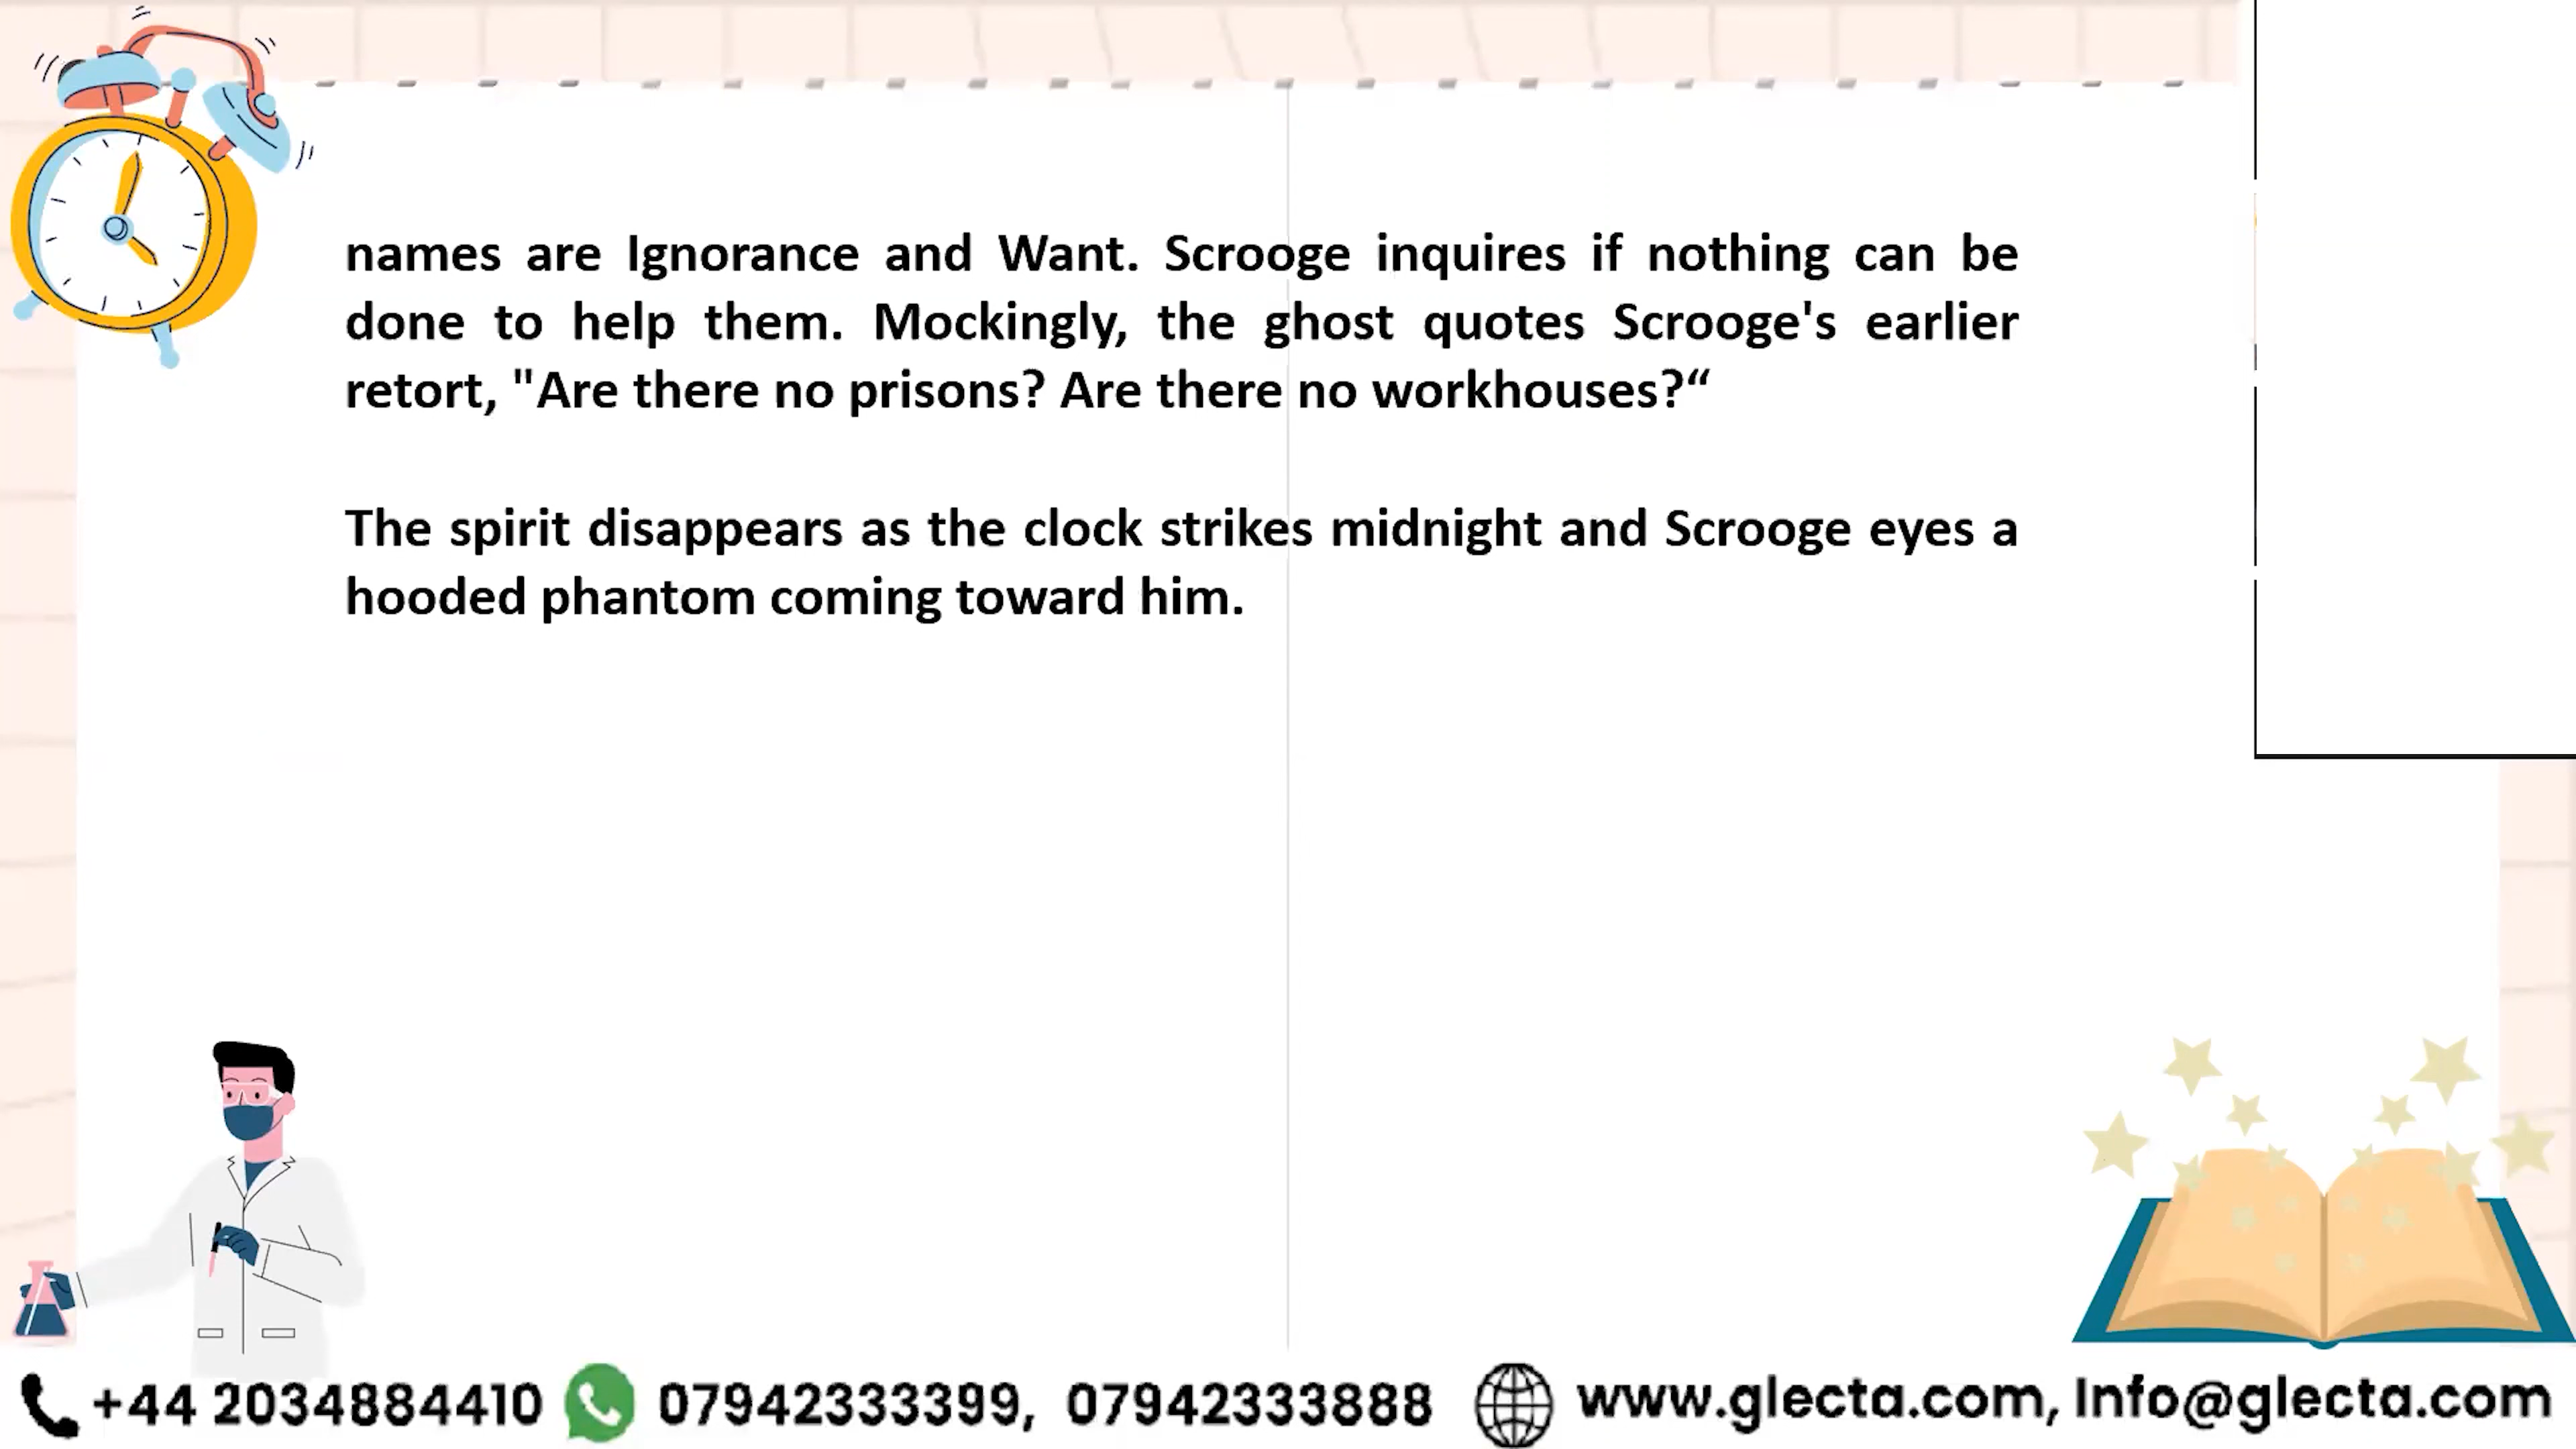 names are Ignorance and Want. Scrooge inquires if nothing can be
done to help them. Mockingly, the ghost quotes Scrooge's earlier
retort, "Are there no prisons? Are there no workhouses?“
The spirit disappears as the clock strikes midnight and Scrooge eyes a
hooded phantom coming toward him.
+44 2034884410 07942333399, 07942333888 www.glecta.com, Info@glecta.com